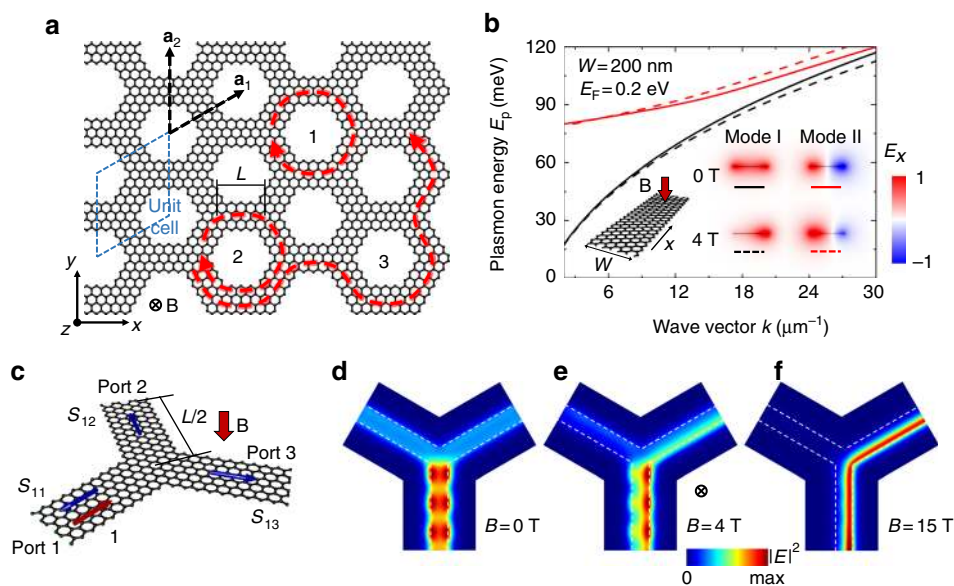 a
a₂
a₁
1
L
Unit
cell
2
3
y
z
x
⊗ B
b
Plasmon energy Eₚ (meV)
120
90
60
30
0
W = 200 nm
E_F = 0.2 eV
Mode I Mode II
0 T
4 T
B
x
W
Eₓ
1
−1
6 12 18 24 30
Wave vector k (μm⁻¹)
c
Port 2
S₁₂
L/2
B
Port 3
S₁₁
S₁₃
Port 1
1
d
B = 0 T
e
⊗
B = 4 T
f
B = 15 T
|E|²
0 max